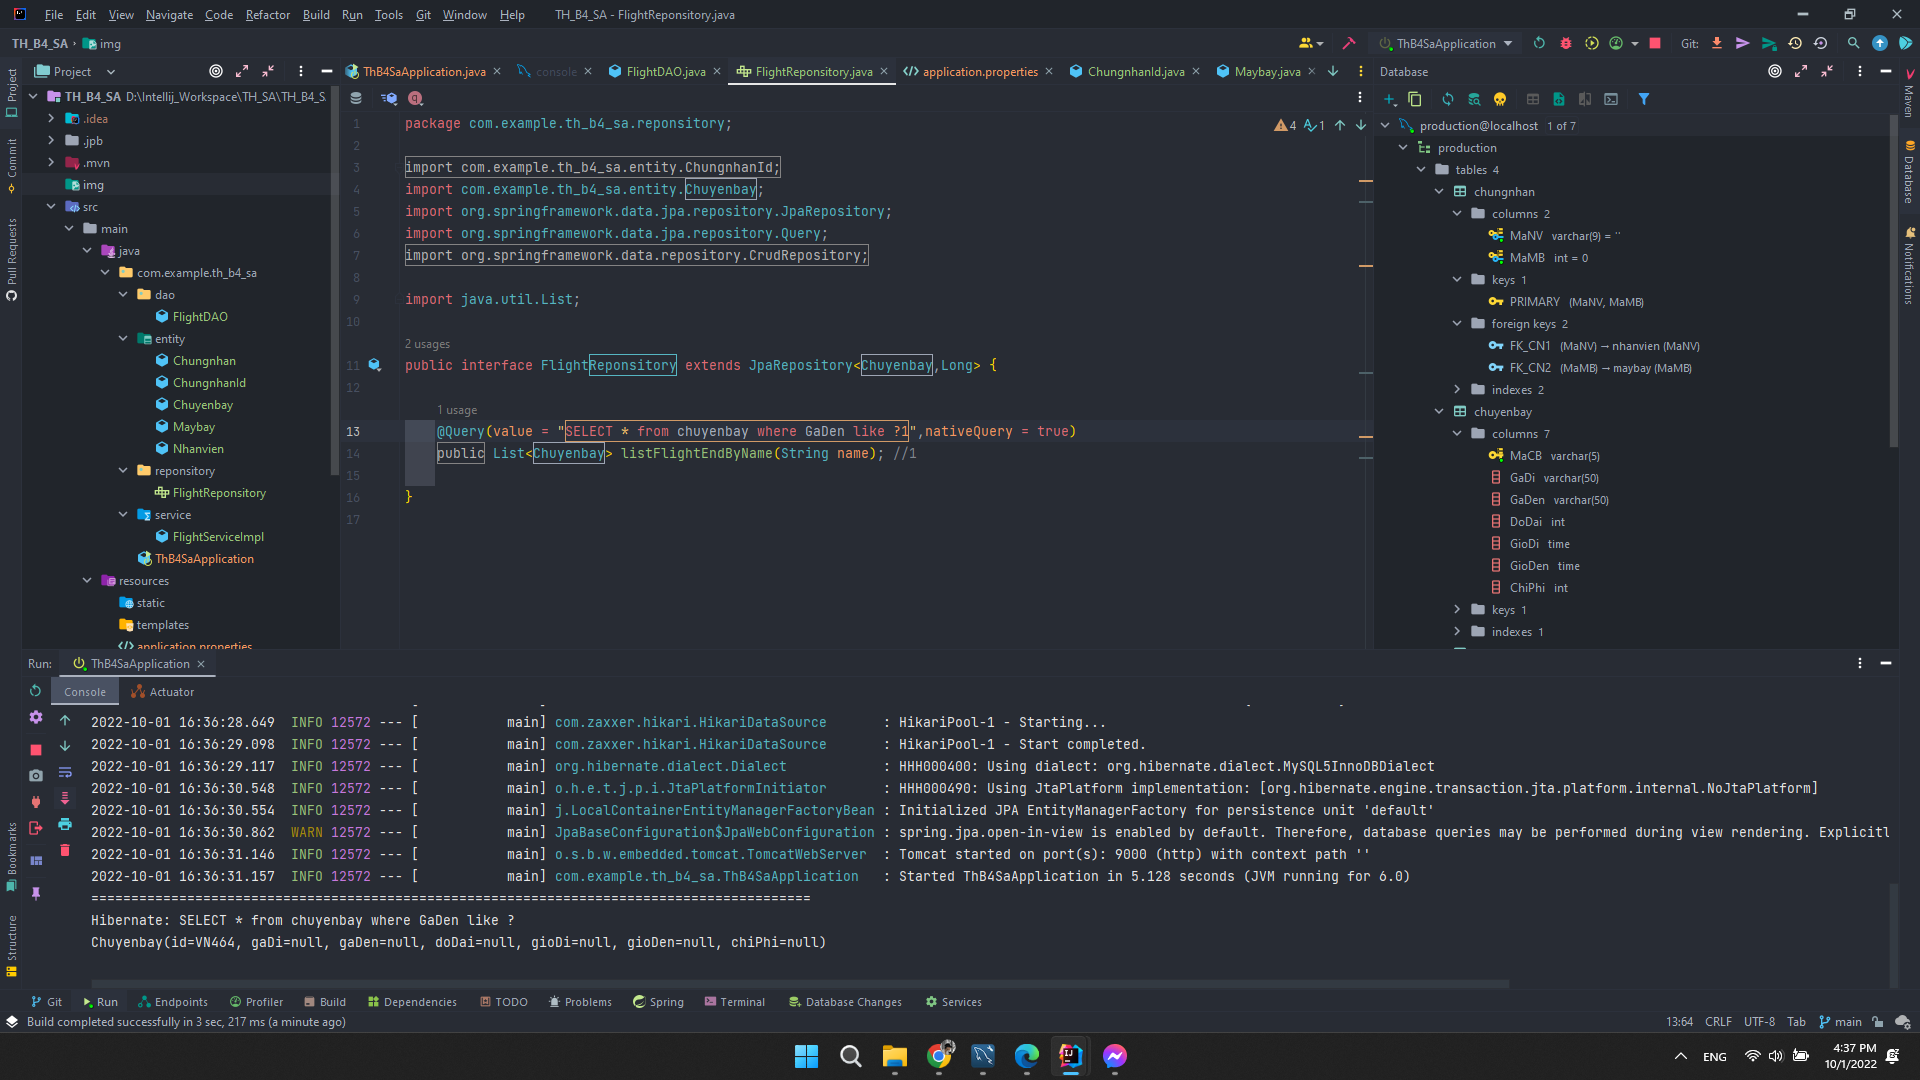 File Edit View Navigate Code Refactor Build Run Tools Git Window Help TH_B4_SA - FlightReponsitory.java
TH_B4_SA › img ThB4SaApplication Git:
Project
ThB4SaApplication.java console FlightDAO.java FlightReponsitory.java application.properties ChungnhanId.java Maybay.java
Database
Project
Commit
Pull Requests
Bookmarks
Structure
TH_B4_SA D:\Intellij_Workspace\TH_SA\TH_B4_S
.idea
.jpb
.mvn
img
src
main
java
com.example.th_b4_sa
dao
FlightDAO
entity
Chungnhan
ChungnhanId
Chuyenbay
Maybay
Nhanvien
reponsitory
FlightReponsitory
service
FlightServiceImpl
ThB4SaApplication
resources
static
templates
application.properties
4 1
1 package com.example.th_b4_sa.reponsitory;
2
3 import com.example.th_b4_sa.entity.ChungnhanId;
4 import com.example.th_b4_sa.entity.Chuyenbay;
5 import org.springframework.data.jpa.repository.JpaRepository;
6 import org.springframework.data.jpa.repository.Query;
7 import org.springframework.data.repository.CrudRepository;
8
9 import java.util.List;
10
2 usages
11 public interface FlightReponsitory extends JpaRepository<Chuyenbay,Long> {
12
1 usage
13 @Query(value = "SELECT * from chuyenbay where GaDen like ?1",nativeQuery = true)
14 public List<Chuyenbay> listFlightEndByName(String name); //1
15
16 }
17
production@localhost 1 of 7
production
tables 4
chungnhan
columns 2
MaNV varchar(9) = ''
MaMB int = 0
keys 1
PRIMARY (MaNV, MaMB)
foreign keys 2
FK_CN1 (MaNV) → nhanvien (MaNV)
FK_CN2 (MaMB) → maybay (MaMB)
indexes 2
chuyenbay
columns 7
MaCB varchar(5)
GaDi varchar(50)
GaDen varchar(50)
DoDai int
GioDi time
GioDen time
ChiPhi int
keys 1
indexes 1
Maven
Database
Notifications
Run: ThB4SaApplication
Console Actuator
2022-10-01 16:36:28.649 INFO 12572 --- [ main] com.zaxxer.hikari.HikariDataSource : HikariPool-1 - Starting...
2022-10-01 16:36:29.098 INFO 12572 --- [ main] com.zaxxer.hikari.HikariDataSource : HikariPool-1 - Start completed.
2022-10-01 16:36:29.117 INFO 12572 --- [ main] org.hibernate.dialect.Dialect : HHH000400: Using dialect: org.hibernate.dialect.MySQL5InnoDBDialect
2022-10-01 16:36:30.548 INFO 12572 --- [ main] o.h.e.t.j.p.i.JtaPlatformInitiator : HHH000490: Using JtaPlatform implementation: [org.hibernate.engine.transaction.jta.platform.internal.NoJtaPlatform]
2022-10-01 16:36:30.554 INFO 12572 --- [ main] j.LocalContainerEntityManagerFactoryBean : Initialized JPA EntityManagerFactory for persistence unit 'default'
2022-10-01 16:36:30.862 WARN 12572 --- [ main] JpaBaseConfiguration$JpaWebConfiguration : spring.jpa.open-in-view is enabled by default. Therefore, database queries may be performed during view rendering. Explicitl
2022-10-01 16:36:31.146 INFO 12572 --- [ main] o.s.b.w.embedded.tomcat.TomcatWebServer : Tomcat started on port(s): 9000 (http) with context path ''
2022-10-01 16:36:31.157 INFO 12572 --- [ main] com.example.th_b4_sa.ThB4SaApplication : Started ThB4SaApplication in 5.128 seconds (JVM running for 6.0)
==========================================================================================
Hibernate: SELECT * from chuyenbay where GaDen like ?
Chuyenbay(id=VN464, gaDi=null, gaDen=null, doDai=null, gioDi=null, gioDen=null, chiPhi=null)
Git Run Endpoints Profiler Build Dependencies TODO Problems Spring Terminal Database Changes Services
Build completed successfully in 3 sec, 217 ms (a minute ago) 13:64 CRLF UTF-8 Tab main
ENG 4:37 PM
10/1/2022